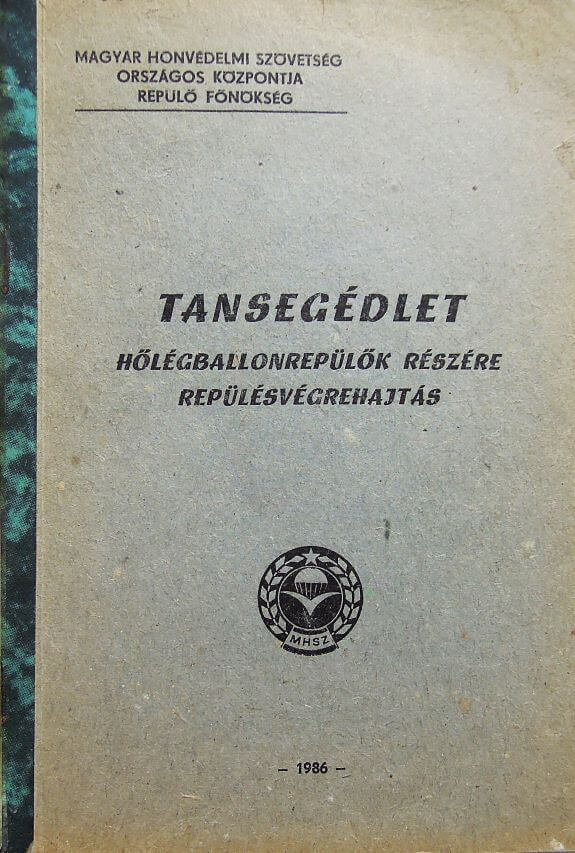 MAGYAR HONVÉDELMI SZÖVETSÉG
ORSZÁGOS KÖZPONTJA
REPÜLŐ FŐNÖKSÉG
TANSEGÉDLET
HŐLÉGBALLONREPÜLŐK RÉSZÉRE
REPÜLÉSVÉGREHAJTÁS
MHSZ
– 1986 –